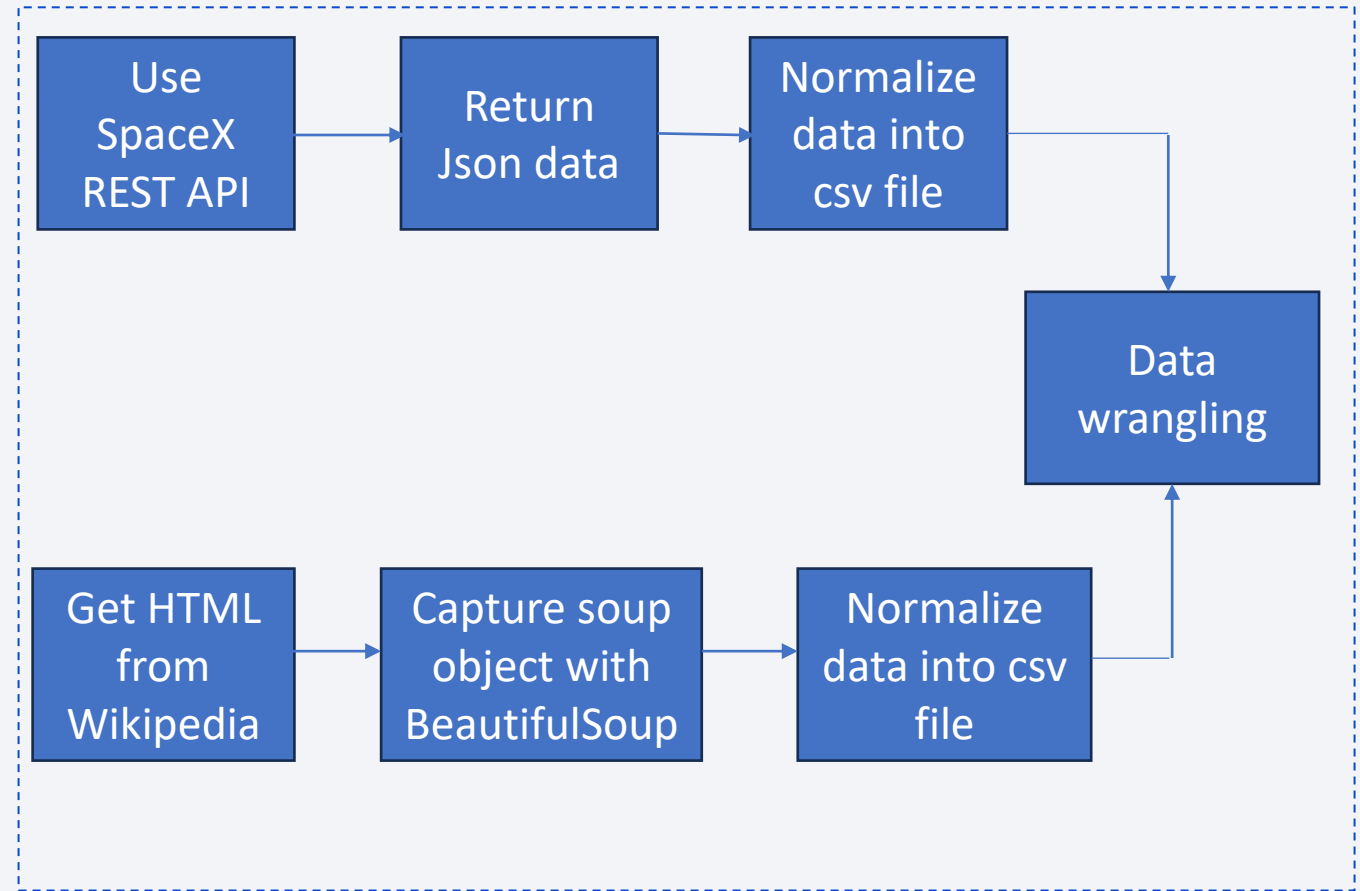 Use
SpaceX
REST API
Return
Json data
Normalize
data into
csv file
Data
wrangling
Get HTML
from
Wikipedia
Capture soup
object with
BeautifulSoup
Normalize
data into csv
file